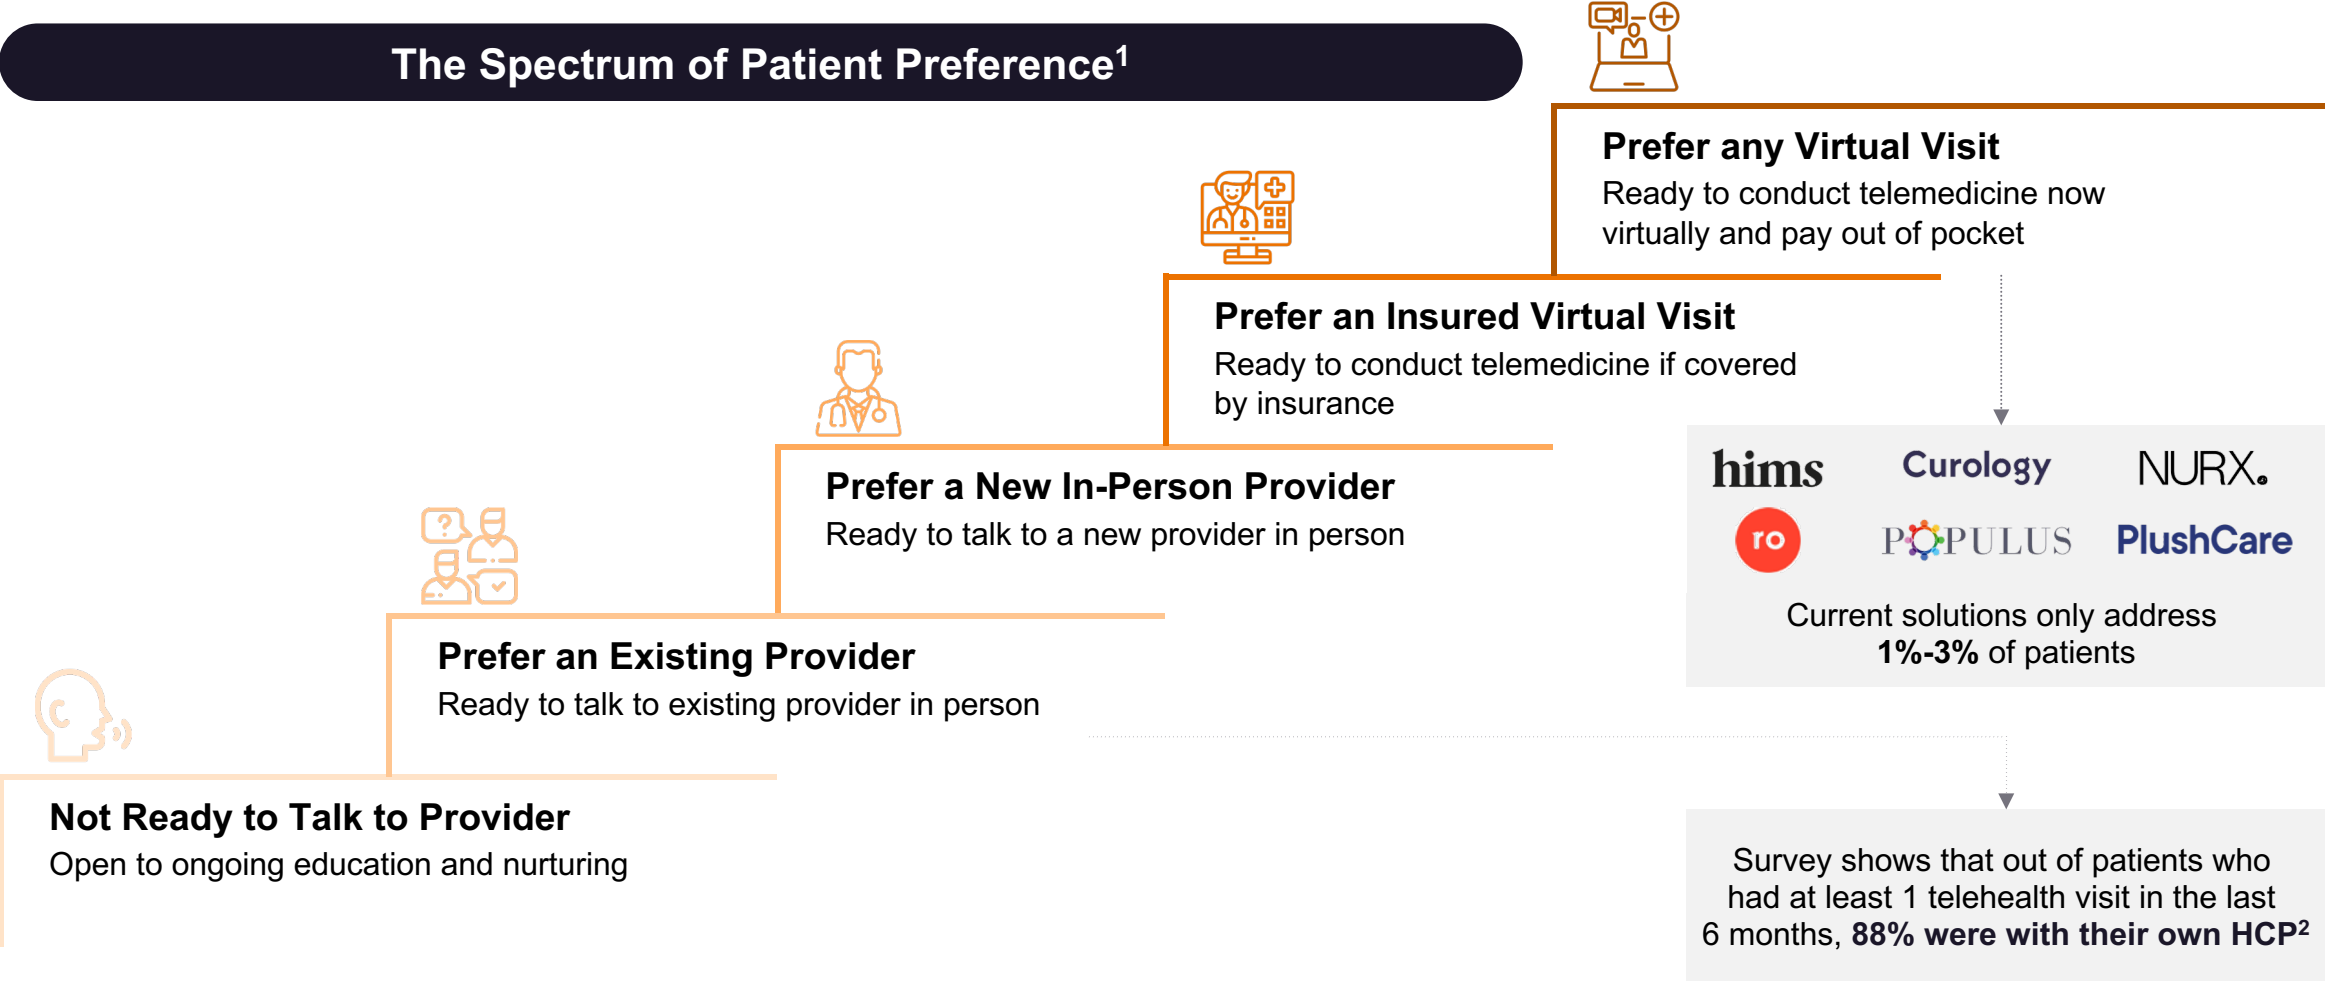 The Spectrum of Patient Preference¹
Prefer any Virtual Visit
Ready to conduct telemedicine now
virtually and pay out of pocket
Prefer an Insured Virtual Visit
Ready to conduct telemedicine if covered
by insurance
Prefer a New In-Person Provider
Ready to talk to a new provider in person
Prefer an Existing Provider
Ready to talk to existing provider in person
Not Ready to Talk to Provider
Open to ongoing education and nurturing
hims Curology NURX.
ro POPULUS PlushCare
Current solutions only address
1%-3% of patients
Survey shows that out of patients who
had at least 1 telehealth visit in the last
6 months, 88% were with their own HCP²